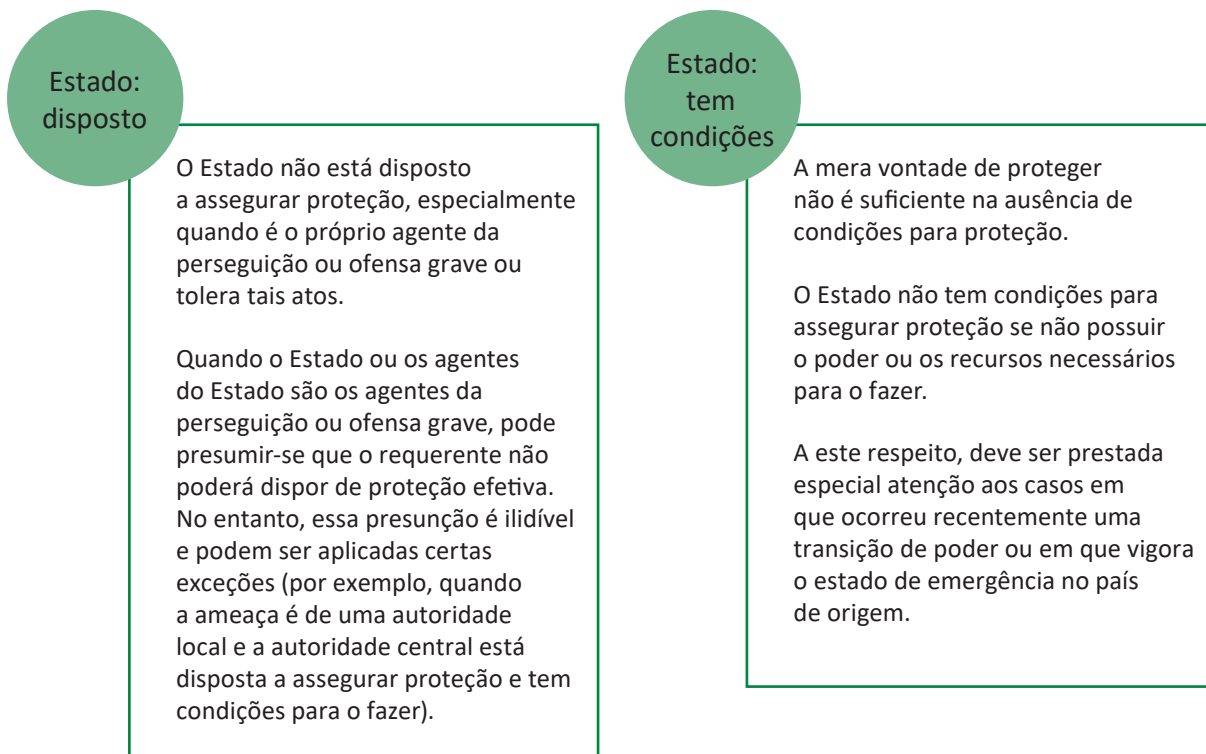 Estado:
disposto
O Estado não está disposto
a assegurar proteção, especialmente
quando é o próprio agente da
perseguição ou ofensa grave ou
tolera tais atos.
Quando o Estado ou os agentes
do Estado são os agentes da
perseguição ou ofensa grave, pode
presumir-se que o requerente não
poderá dispor de proteção efetiva.
No entanto, essa presunção é ilidível
e podem ser aplicadas certas
exceções (por exemplo, quando
a ameaça é de uma autoridade
local e a autoridade central está
disposta a assegurar proteção e tem
condições para o fazer).
Estado:
tem
condições
A mera vontade de proteger
não é suficiente na ausência de
condições para proteção.
O Estado não tem condições para
assegurar proteção se não possuir
o poder ou os recursos necessários
para o fazer.
A este respeito, deve ser prestada
especial atenção aos casos em
que ocorreu recentemente uma
transição de poder ou em que vigora
o estado de emergência no país
de origem.